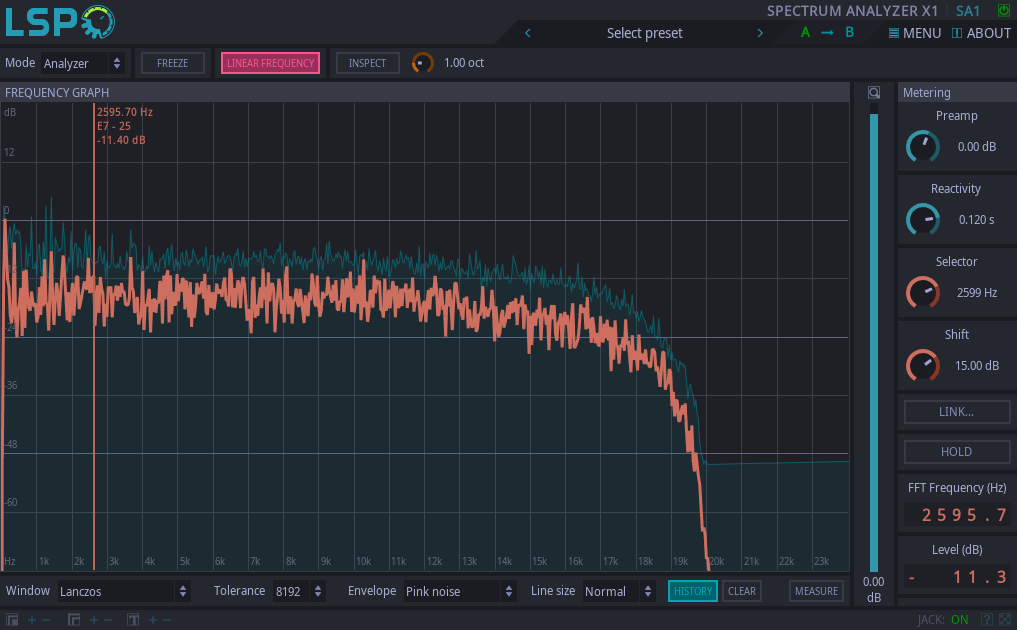 LSP
SPECTRUM ANALYZER X1 SA1
Select preset
A B
MENU ABOUT
Mode Analyzer FREEZE LINEAR FREQUENCY INSPECT 1.00 oct
FREQUENCY GRAPH
2595.70 Hz
E7 - 25
-11.40 dB
dB
12
0
-24
-36
-48
-60
Hz 1k 2k 3k 4k 5k 6k 7k 8k 9k 10k 11k 12k 13k 14k 15k 16k 17k 18k 19k 20k 21k 22k 23k
0.00
dB
Metering
Preamp
0.00 dB
Reactivity
0.120 s
Selector
2599 Hz
Shift
15.00 dB
LINK...
HOLD
FFT Frequency (Hz)
2595.7
Level (dB)
- 11.3
Window Lanczos Tolerance 8192 Envelope Pink noise Line size Normal HISTORY CLEAR MEASURE
JACK: ON